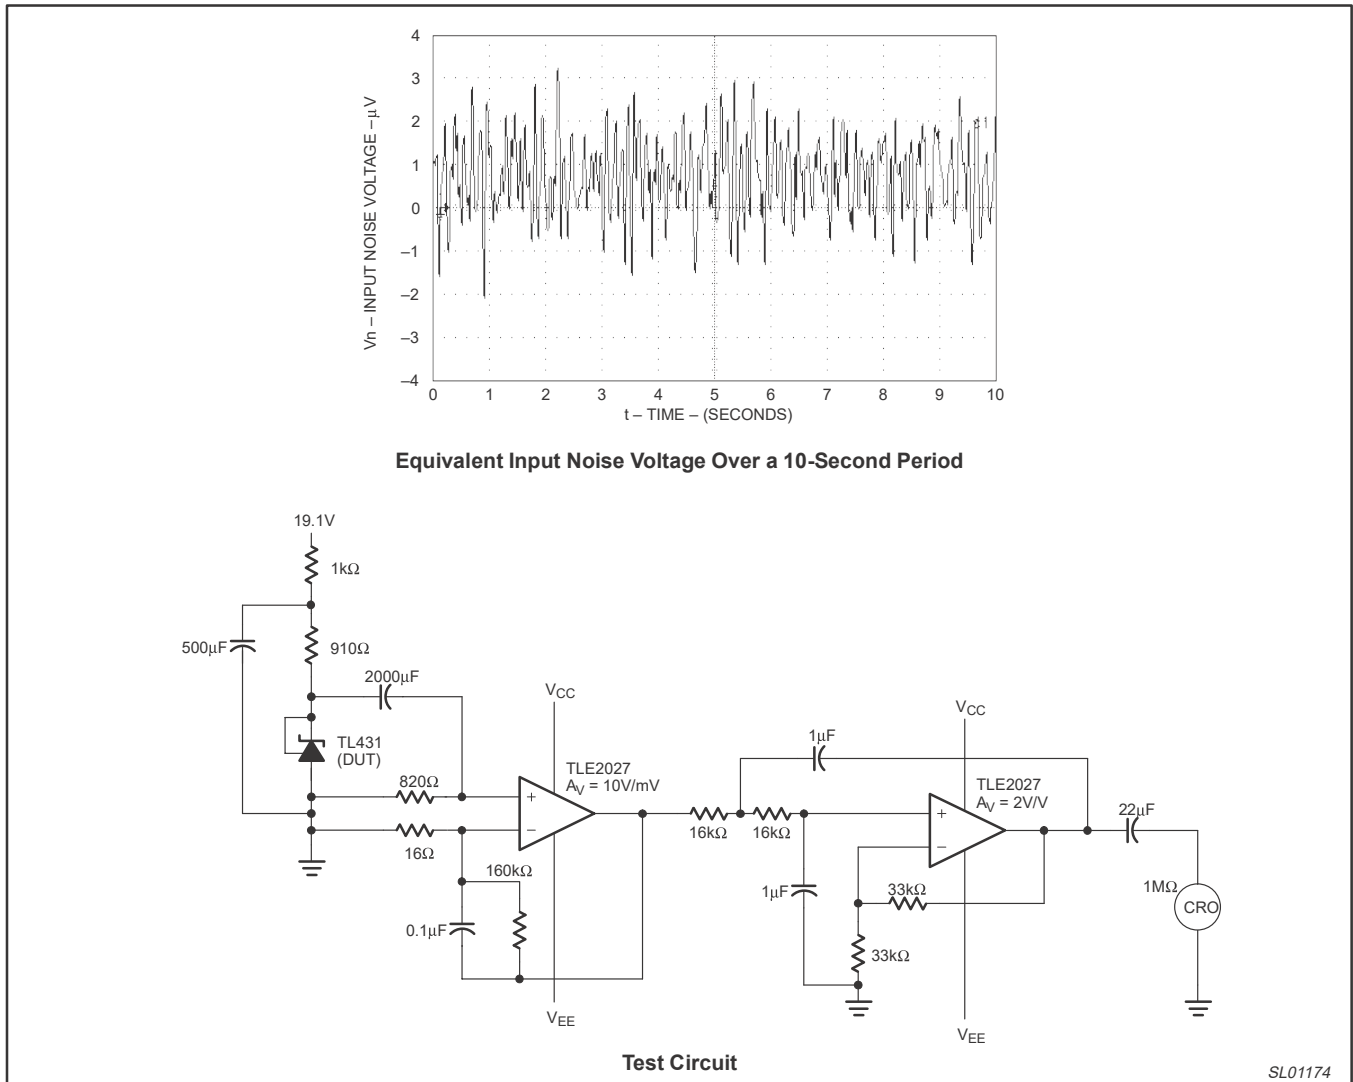 4
3
2
1
0
–1
–2
–3
–4
Vn – INPUT NOISE VOLTAGE – µV
0 1 2 3 4 5 6 7 8 9 10
t – TIME – (SECONDS)
Equivalent Input Noise Voltage Over a 10-Second Period
19.1V
1kΩ
500µF
910Ω
2000µF
TL431
(DUT)
820Ω
16Ω
160kΩ
0.1µF
VCC
TLE2027
AV = 10V/mV
+
–
VEE
16kΩ
16kΩ
1µF
1µF
VCC
TLE2027
AV = 2V/V
+
–
33kΩ
33kΩ
VEE
22µF
1MΩ
CRO
Test Circuit
SL01174